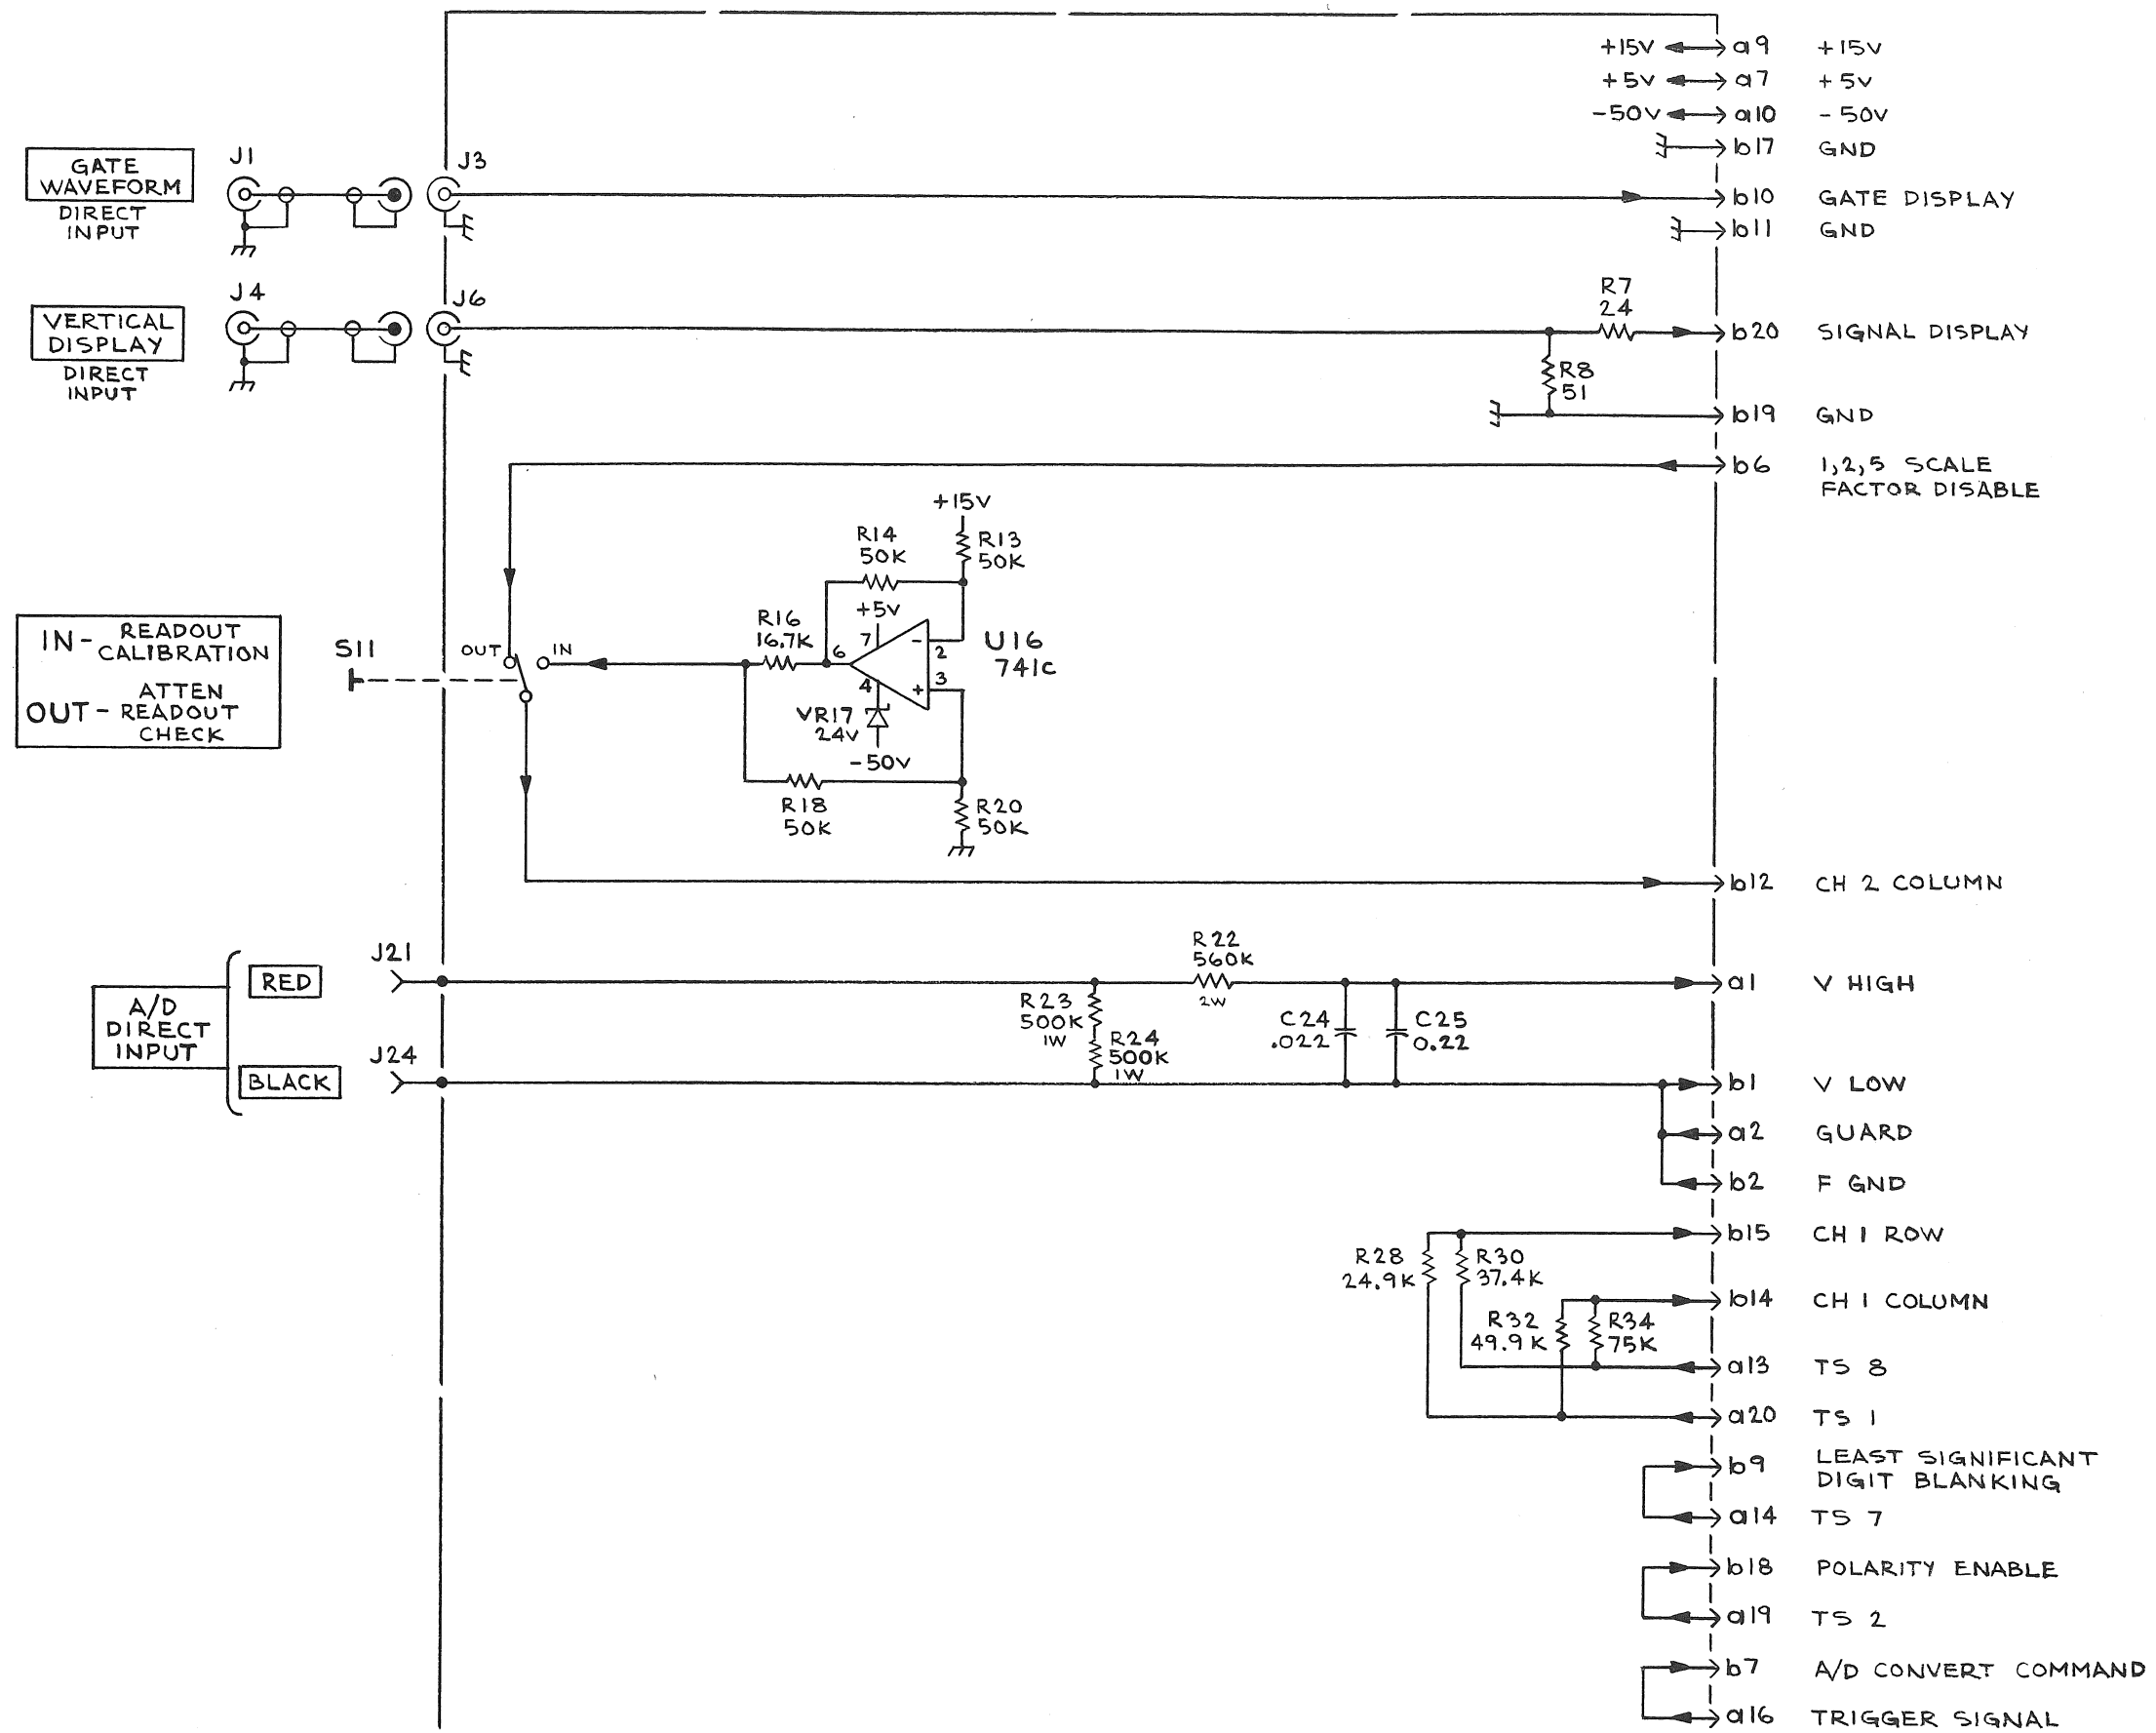 +15V a9 +15V
+5V a7 +5V
-50V a10 -50V
b17 GND
GATE
WAVEFORM
DIRECT
INPUT
J1
J3
b10 GATE DISPLAY
b11 GND
VERTICAL
DISPLAY
DIRECT
INPUT
J4
J6
R7
24
b20 SIGNAL DISPLAY
R8
51
b19 GND
b6 1,2,5 SCALE
FACTOR DISABLE
+15V
R14
50K
R13
50K
+5V
R16
16.7K
7
6
2
U16
741C
-
+
3
4
IN- READOUT
CALIBRATION
OUT- ATTEN
READOUT
CHECK
S11
OUT
IN
VR17
24V
-50V
R18
50K
R20
50K
b12 CH 2 COLUMN
A/D
DIRECT
INPUT
RED
J21
BLACK
J24
R22
560K
2W
R23
500K
1W
R24
500K
1W
C24
.022
C25
0.22
a1 V HIGH
b1 V LOW
a2 GUARD
b2 F GND
b15 CH 1 ROW
R28
24.9K
R30
37.4K
b14 CH 1 COLUMN
R32
49.9K
R34
75K
a13 TS 8
a20 TS 1
b9 LEAST SIGNIFICANT
DIGIT BLANKING
a14 TS 7
b18 POLARITY ENABLE
a19 TS 2
b7 A/D CONVERT COMMAND
a16 TRIGGER SIGNAL